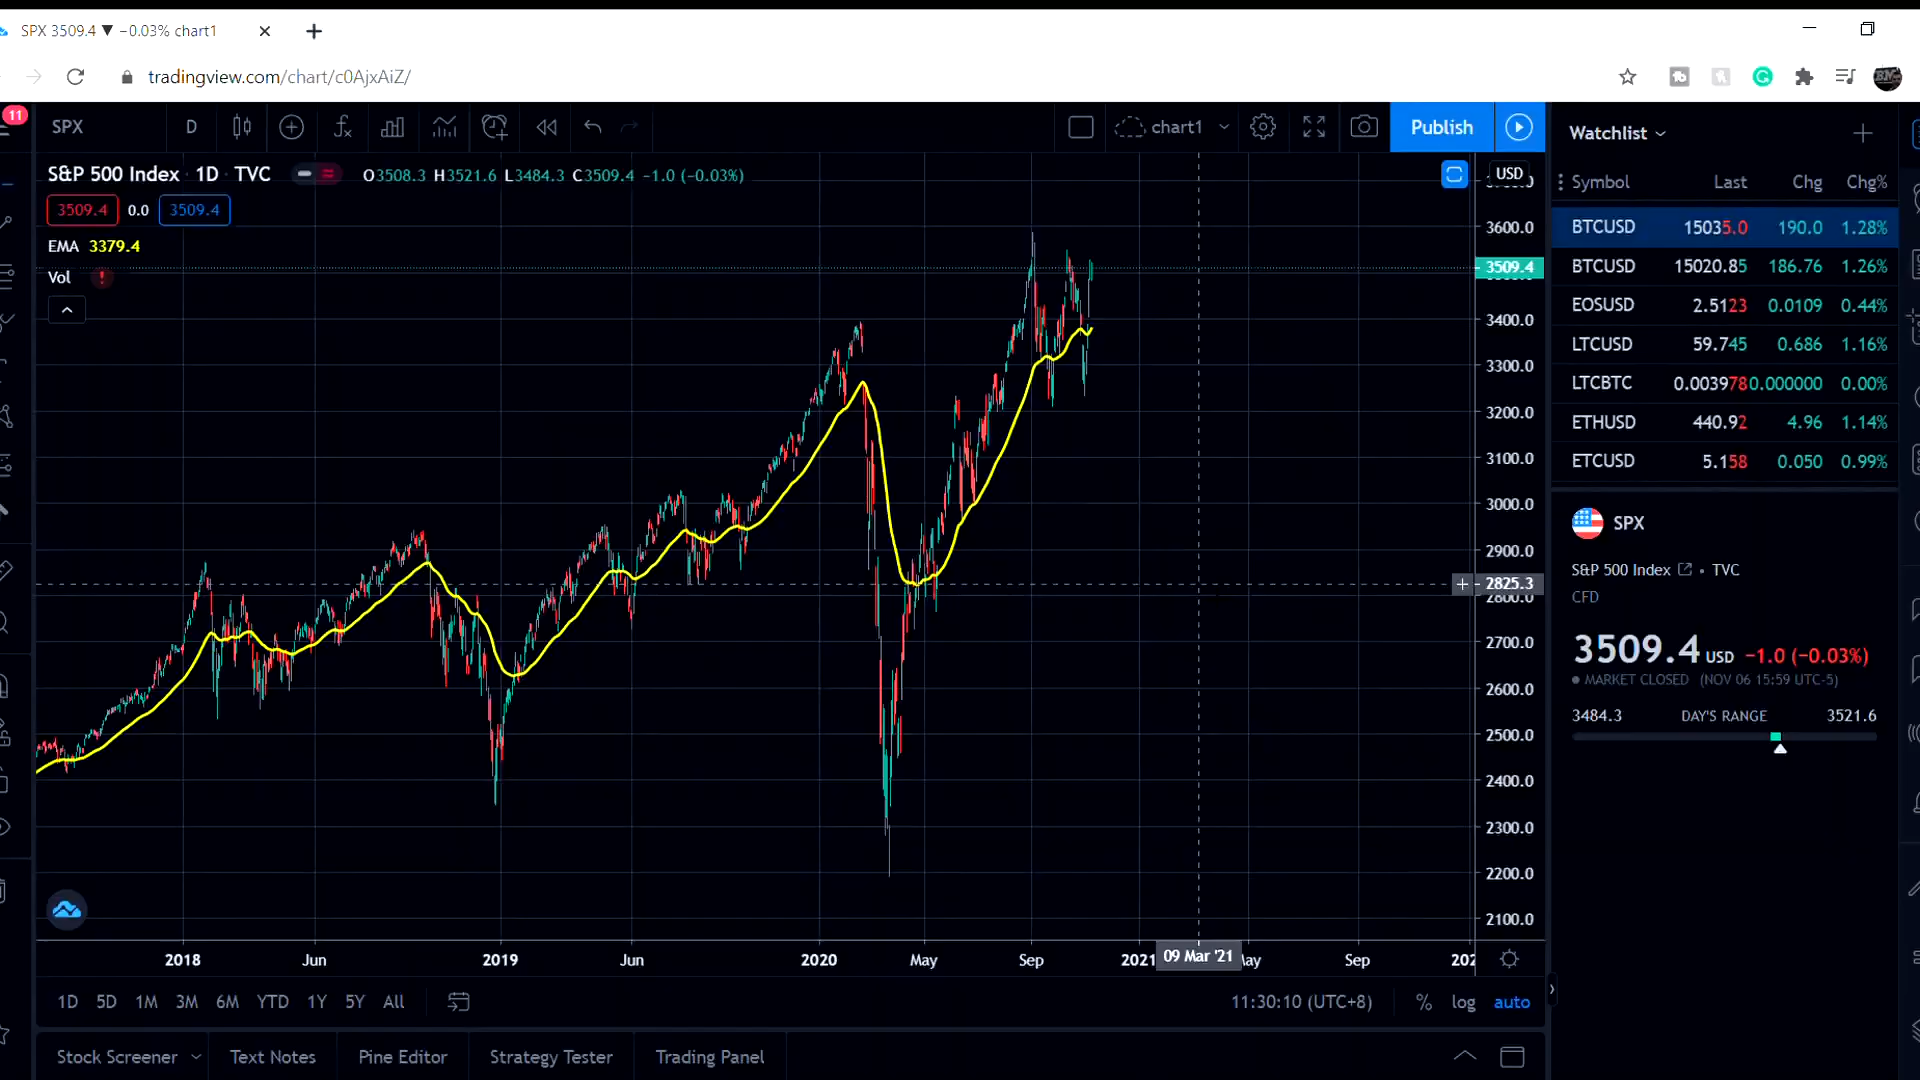 SPX 3509.4 ▼ −0.03% chart1
tradingview.com/chart/c0AjxAiZ/
11
SPX D chart1 Publish
S&P 500 Index · 1D · TVC O3508.3 H3521.6 L3484.3 C3509.4 −1.0 (−0.03%)
3509.4 0.0 3509.4
EMA 3379.4
Vol
USD
3600.0
3509.4
3400.0
3300.0
3200.0
3100.0
3000.0
2900.0
2825.3
2800.0
2700.0
2600.0
2500.0
2400.0
2300.0
2200.0
2100.0
2018 Jun 2019 Jun 2020 May Sep 2021 09 Mar '21 Sep
1D 5D 1M 3M 6M YTD 1Y 5Y All 11:30:10 (UTC+8) % log auto
Stock Screener Text Notes Pine Editor Strategy Tester Trading Panel
Watchlist
Symbol Last Chg Chg%
BTCUSD 15035.0 190.0 1.28%
BTCUSD 15020.85 186.76 1.26%
EOSUSD 2.5123 0.0109 0.44%
LTCUSD 59.745 0.686 1.16%
LTCBTC 0.003978 0.000000 0.00%
ETHUSD 440.92 4.96 1.14%
ETCUSD 5.158 0.050 0.99%
SPX
S&P 500 Index • TVC
CFD
3509.4 USD −1.0 (−0.03%)
MARKET CLOSED (NOV 06 15:59 UTC-5)
3484.3 DAY'S RANGE 3521.6